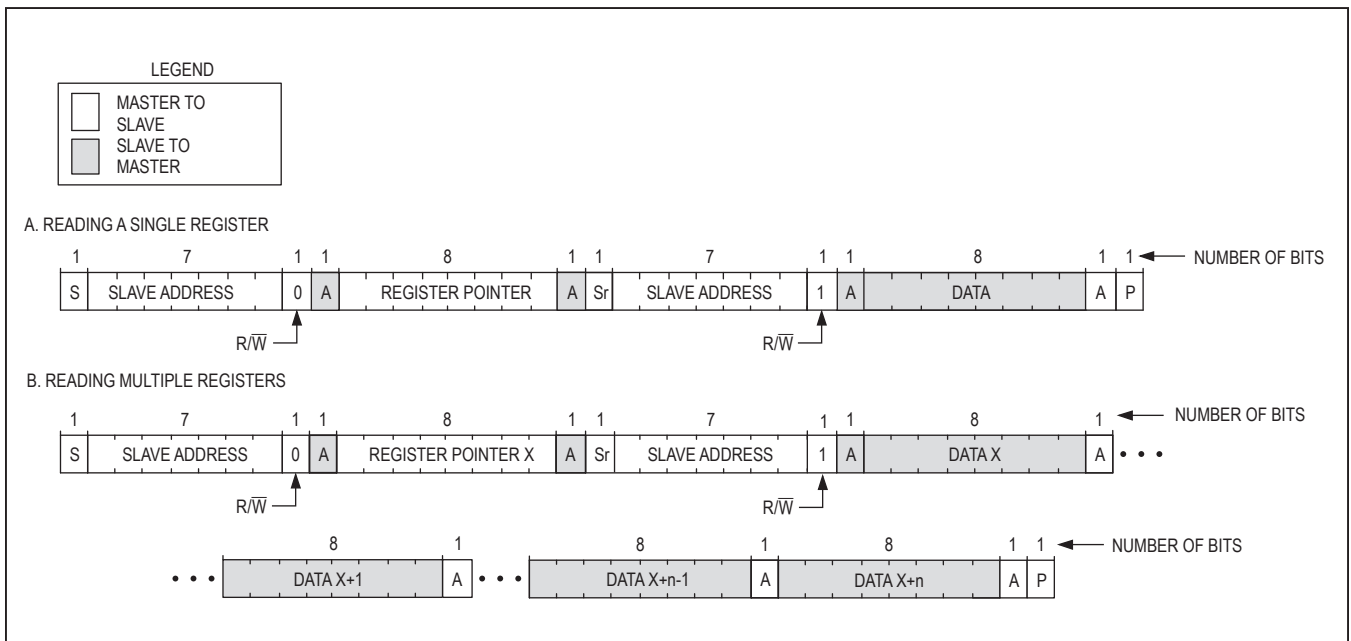 LEGEND
MASTER TO
SLAVE
SLAVE TO
MASTER
A. READING A SINGLE REGISTER
1 7 1 1 8 1 1 7 1 1 8 1 1 NUMBER OF BITS
S SLAVE ADDRESS 0 A REGISTER POINTER A Sr SLAVE ADDRESS 1 A DATA A P
R/W̅ R/W̅
B. READING MULTIPLE REGISTERS
1 7 1 1 8 1 1 7 1 1 8 1 NUMBER OF BITS
S SLAVE ADDRESS 0 A REGISTER POINTER X A Sr SLAVE ADDRESS 1 A DATA X A • • •
R/W̅ R/W̅
8 1 8 1 8 1 1 NUMBER OF BITS
• • • DATA X+1 A • • • DATA X+n-1 A DATA X+n A P